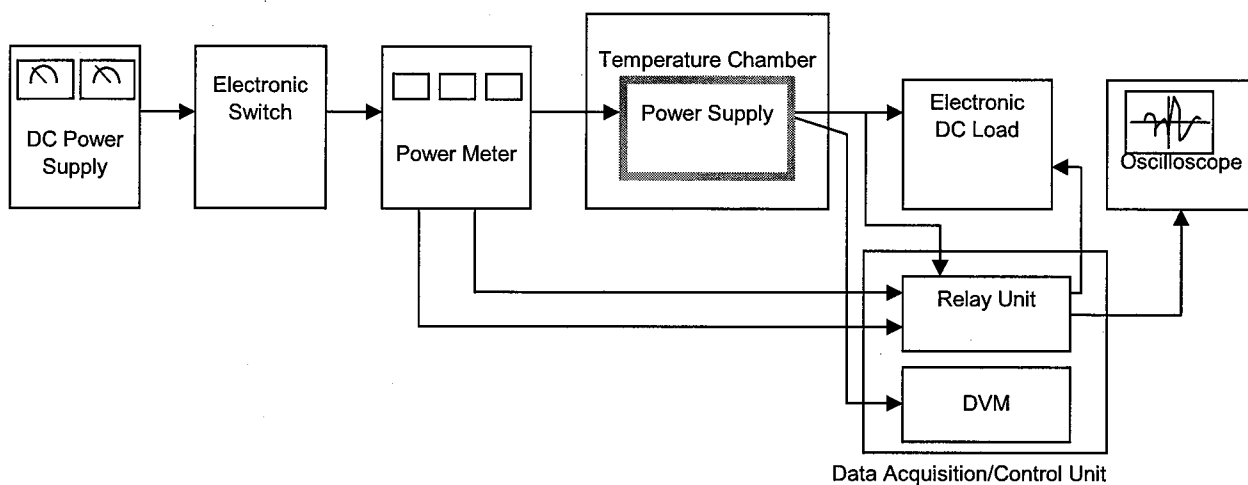 DC Power
Supply
Electronic
Switch
Power Meter
Temperature Chamber
Power Supply
Electronic
DC Load
Oscilloscope
Relay Unit
DVM
Data Acquisition/Control Unit